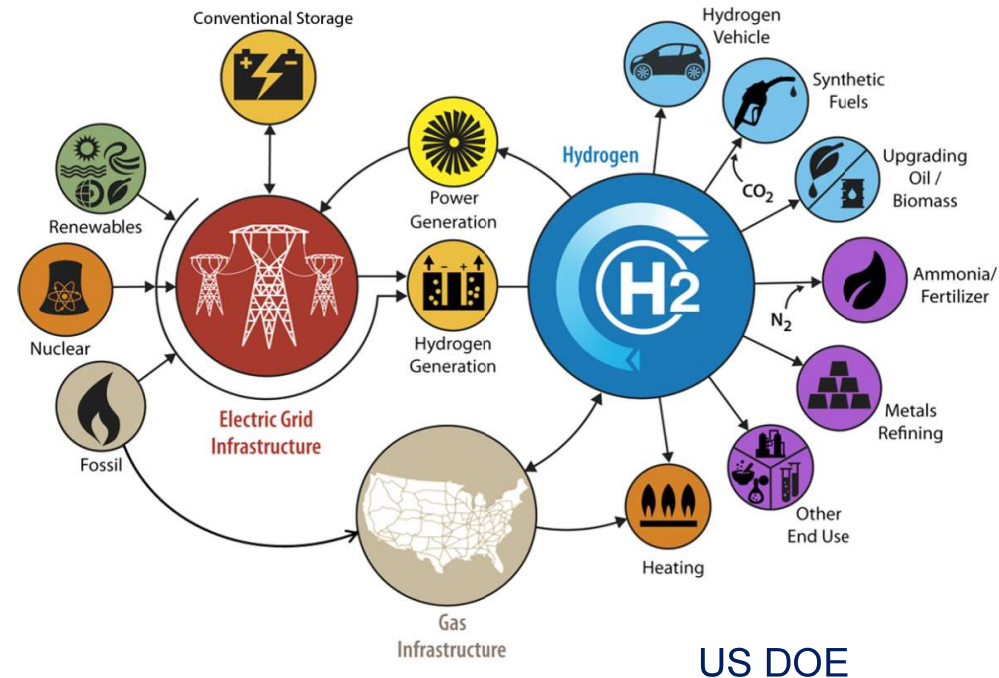 Conventional Storage
Hydrogen
Vehicle
Synthetic
Fuels
Renewables
Power
Generation
Hydrogen
CO2
Upgrading
Oil /
Biomass
Nuclear
- +
Hydrogen
Generation
H2
N2
Ammonia/
Fertilizer
Fossil
Electric Grid
Infrastructure
Metals
Refining
Other
End Use
Heating
Gas
Infrastructure
US DOE